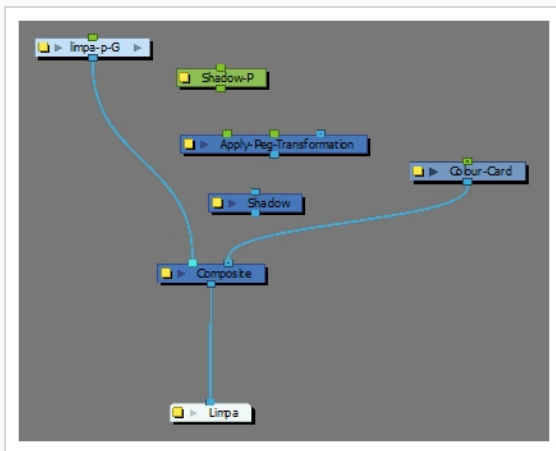 limpa-p-G
Shadow-P
Apply-Peg-Transformation
Colour-Card
Shadow
Composite
Limpa